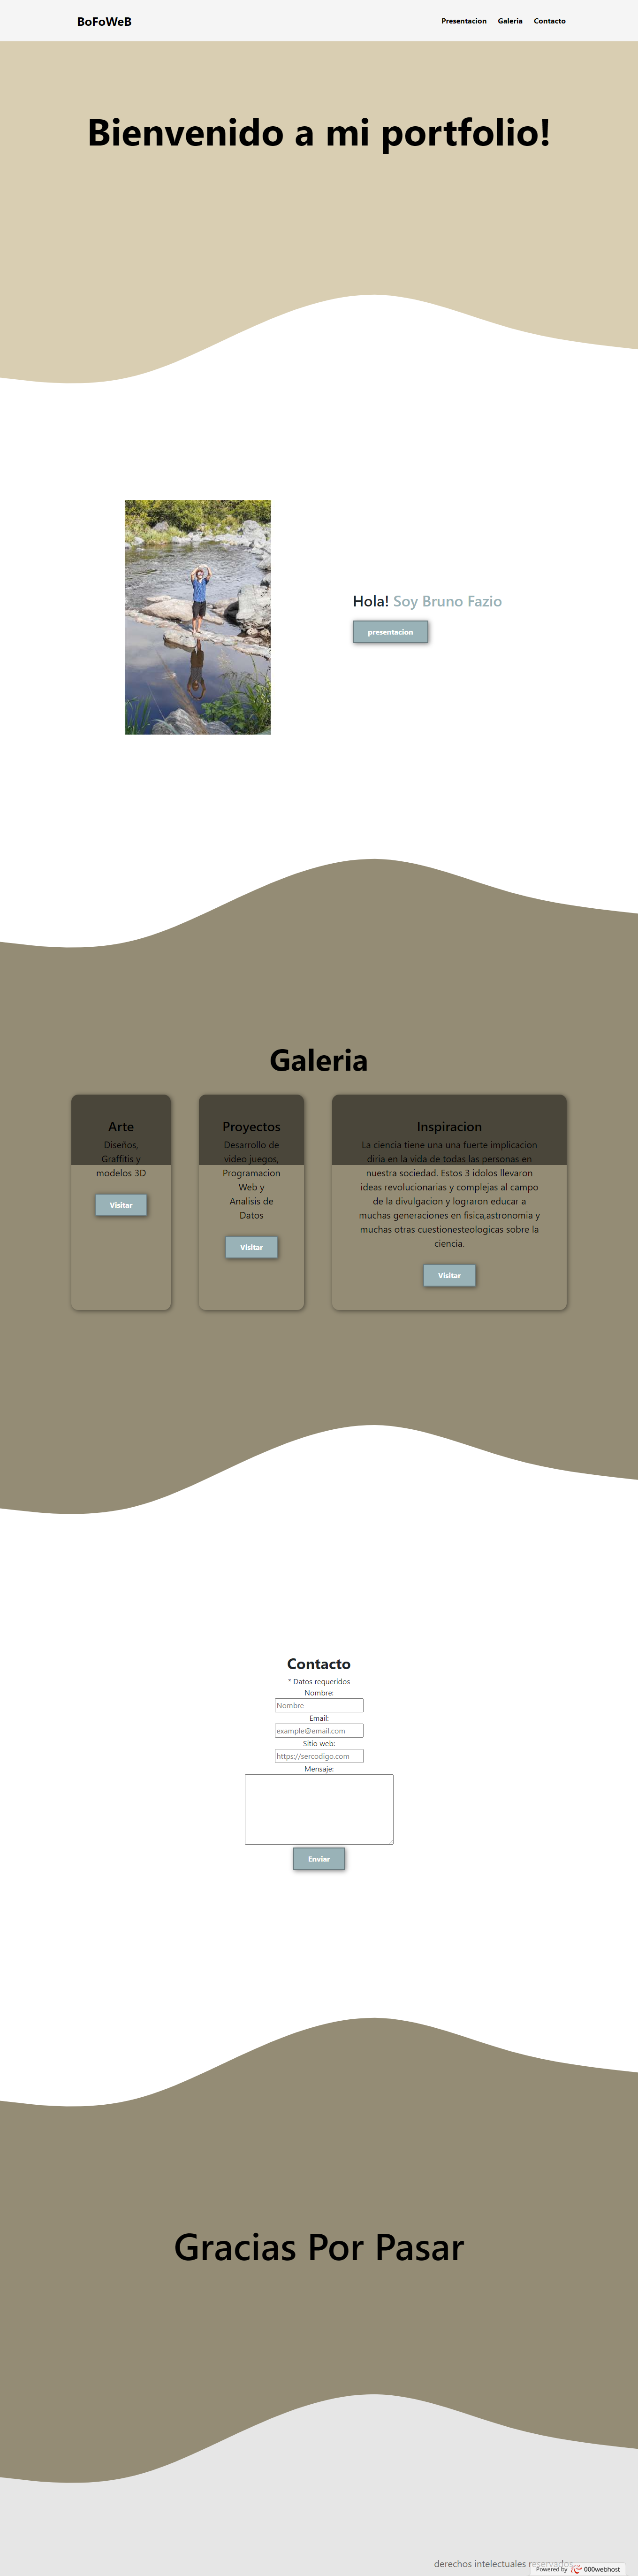 BoFoWeB
Presentacion Galeria Contacto
Bienvenido a mi portfolio!
Hola! Soy Bruno Fazio
presentacion
Galeria
Arte
Diseños,
Graffitis y
modelos 3D
Visitar
Proyectos
Desarrollo de
video juegos,
Programacion
Web y
Analisis de
Datos
Visitar
Inspiracion
La ciencia tiene una una fuerte implicacion
diria en la vida de todas las personas en
nuestra sociedad. Estos 3 idolos llevaron
ideas revolucionarias y complejas al campo
de la divulgacion y lograron educar a
muchas generaciones en fisica,astronomia y
muchas otras cuestionesteologicas sobre la
ciencia.
Visitar
Contacto
* Datos requeridos
Nombre:
Nombre
Email:
example@email.com
Sitio web:
https://sercodigo.com
Mensaje:
Enviar
Gracias Por Pasar
derechos intelectuales reservados
Powered by 000webhost